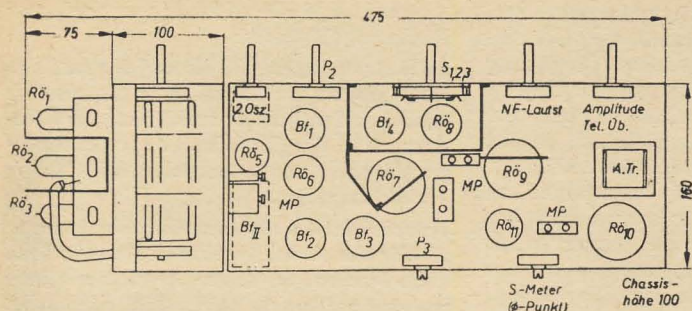 475
75
100
P₂
S₁,₂,₃
Rö₁
2.Osz.
Bf₁
Bf₄
Rö₈
NF-Lautst
Amplitude
Tel. Üb.
Rö₂
Rö₅
Rö₆
Rö₇
MP
Rö₉
A.Tr.
160
Rö₃
MP
Bf_II
Bf₂
Bf₃
Rö₁₁
MP
Rö₁₀
P₃
S-Meter
(ϕ-Punkt)
Chassis-
höhe 100